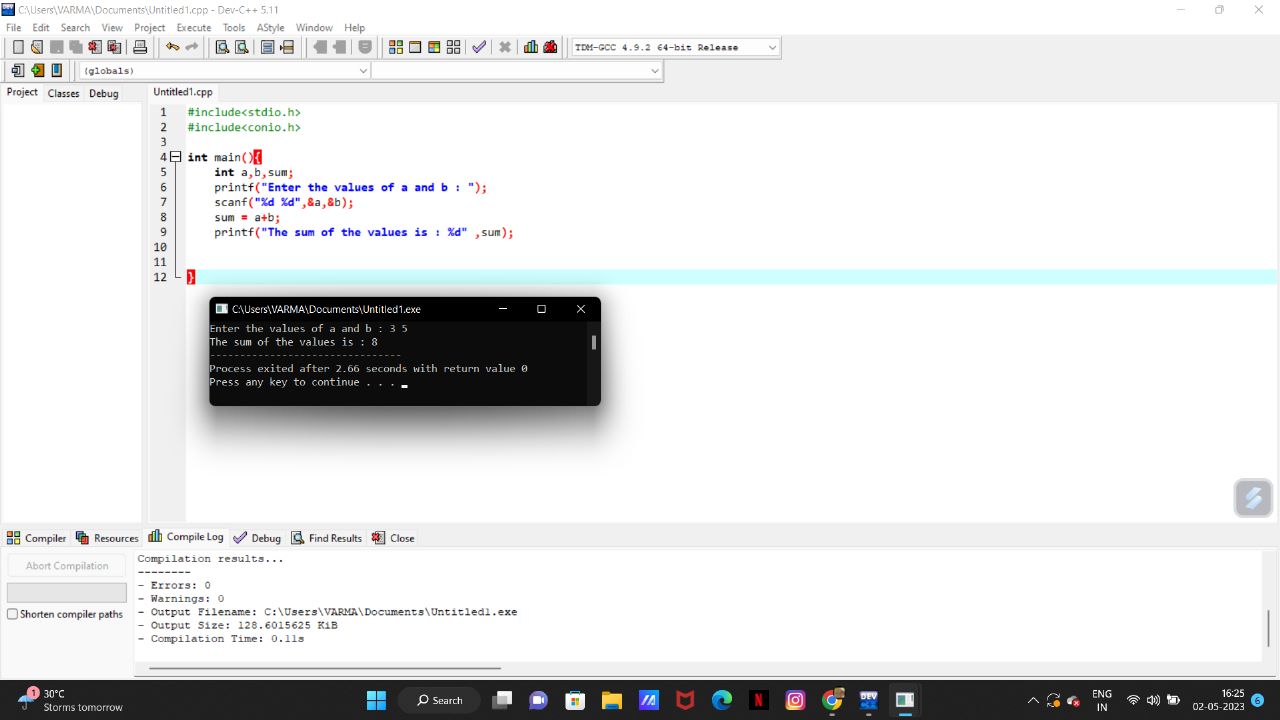 C:\Users\VARMA\Documents\Untitled1.cpp - Dev-C++ 5.11
File Edit Search View Project Execute Tools AStyle Window Help
TDM-GCC 4.9.2 64-bit Release
(globals)
Project Classes Debug Untitled1.cpp
1 #include<stdio.h>
2 #include<conio.h>
3
4 int main(){
5 int a,b,sum;
6 printf("Enter the values of a and b : ");
7 scanf("%d %d",&a,&b);
8 sum = a+b;
9 printf("The sum of the values is : %d" ,sum);
10
11
12 }
C:\Users\VARMA\Documents\Untitled1.exe
Enter the values of a and b : 3 5
The sum of the values is : 8
--------------------------------
Process exited after 2.66 seconds with return value 0
Press any key to continue . . . _
Compiler Resources Compile Log Debug Find Results Close
Abort Compilation
Shorten compiler paths
Compilation results...
--------
- Errors: 0
- Warnings: 0
- Output Filename: C:\Users\VARMA\Documents\Untitled1.exe
- Output Size: 128.6015625 KiB
- Compilation Time: 0.11s
1
30°C
Storms tomorrow
Search
N
DEV
ENG
IN
16:25
02-05-2023
6